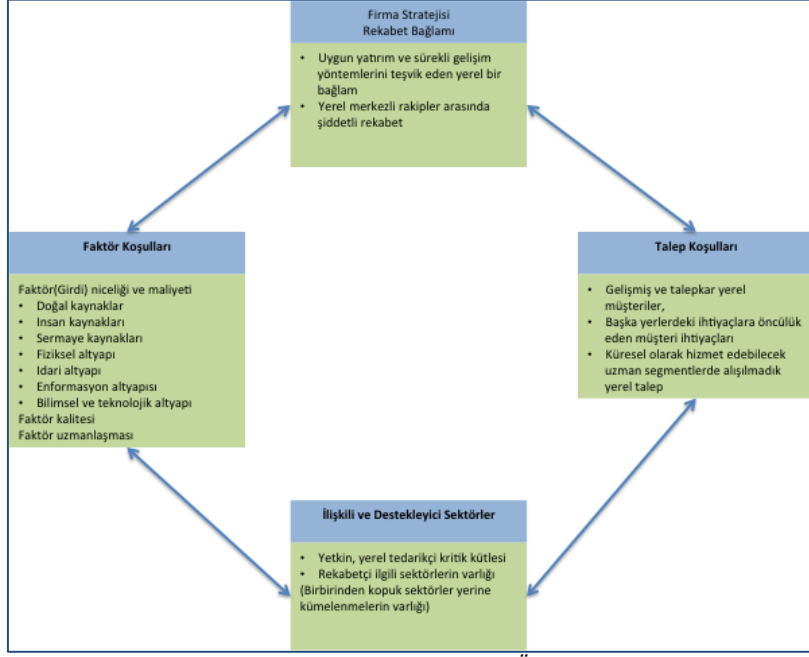 Firma Stratejisi
Rekabet Bağlamı
• Uygun yatırım ve sürekli gelişim
yöntemlerini teşvik eden yerel bir
bağlam
• Yerel merkezli rakipler arasında
şiddetli rekabet
Faktör Koşulları
Faktör(Girdi) niceliği ve maliyeti
• Doğal kaynaklar
• Insan kaynakları
• Sermaye kaynakları
• Fiziksel altyapı
• Idari altyapı
• Enformasyon altyapısı
• Bilimsel ve teknolojik altyapı
Faktör kalitesi
Faktör uzmanlaşması
Talep Koşulları
• Gelişmiş ve talepkar yerel
müşteriler,
• Başka yerlerdeki ihtiyaçlara öncülük
eden müşteri ihtiyaçları
• Küresel olarak hizmet edebilecek
uzman segmentlerde alışılmadık
yerel talep
İlişkili ve Destekleyici Sektörler
• Yetkin, yerel tedarikçi kritik kütlesi
• Rekabetçi ilgili sektörlerin varlığı
(Birbirinden kopuk sektörler yerine
kümelenmelerin varlığı)